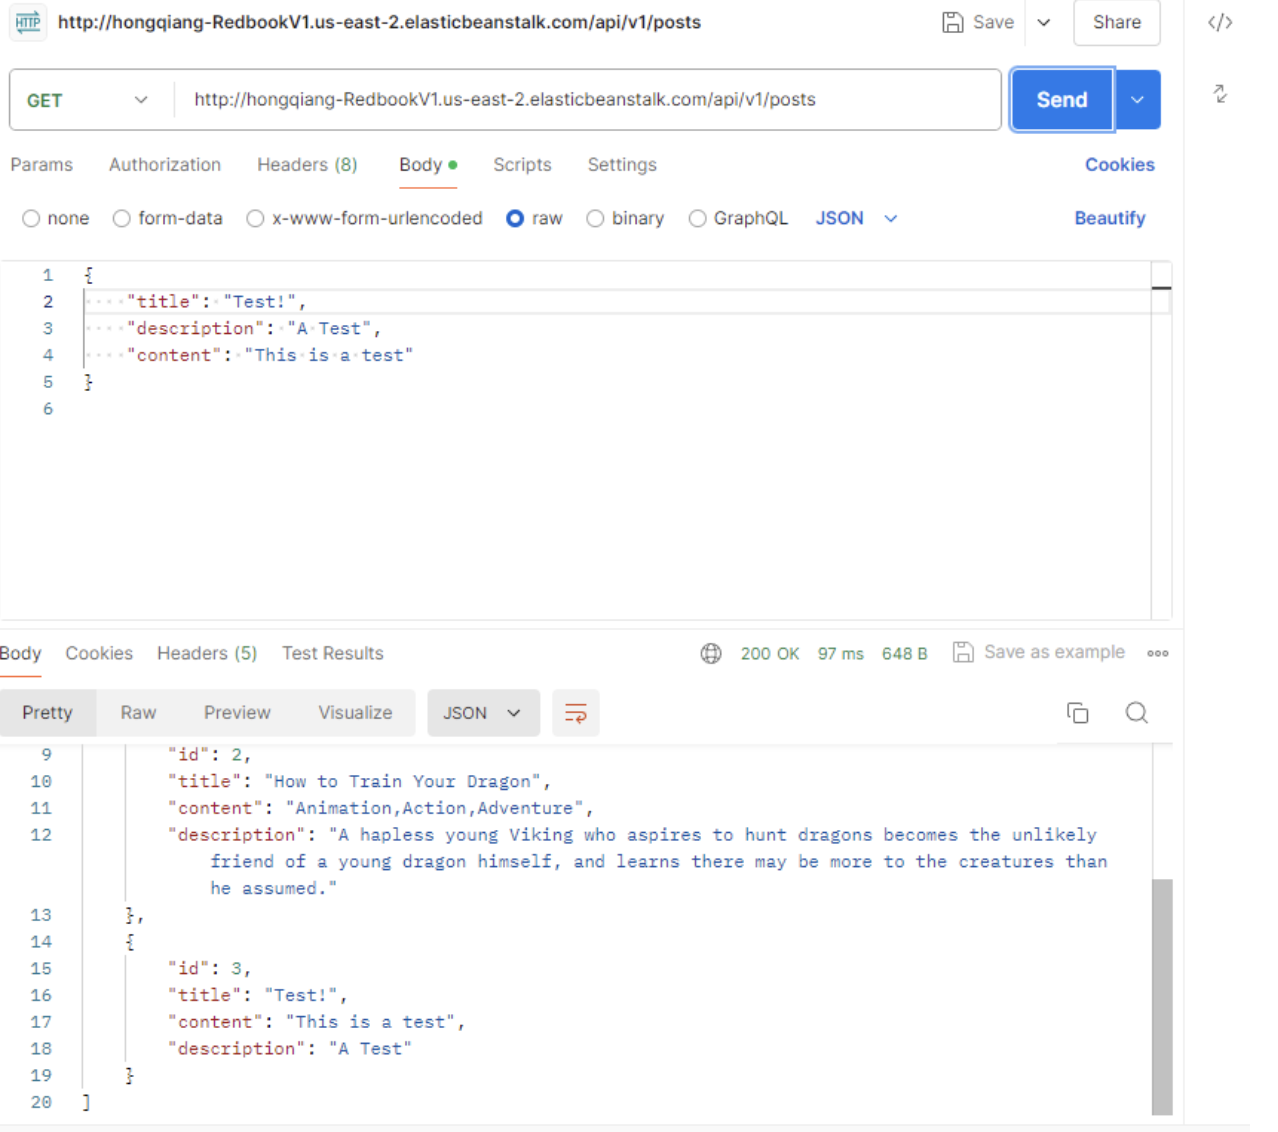 HTTP http://hongqiang-RedbookV1.us-east-2.elasticbeanstalk.com/api/v1/posts Save Share </>
GET http://hongqiang-RedbookV1.us-east-2.elasticbeanstalk.com/api/v1/posts Send
Params Authorization Headers (8) Body Scripts Settings Cookies
none form-data x-www-form-urlencoded raw binary GraphQL JSON Beautify
1 {
2 "title": "Test!",
3 "description": "A Test",
4 "content": "This is a test"
5 }
6
Body Cookies Headers (5) Test Results 200 OK 97 ms 648 B Save as example
Pretty Raw Preview Visualize JSON
9 "id": 2,
10 "title": "How to Train Your Dragon",
11 "content": "Animation,Action,Adventure",
12 "description": "A hapless young Viking who aspires to hunt dragons becomes the unlikely
friend of a young dragon himself, and learns there may be more to the creatures than
he assumed."
13 },
14 {
15 "id": 3,
16 "title": "Test!",
17 "content": "This is a test",
18 "description": "A Test"
19 }
20 ]